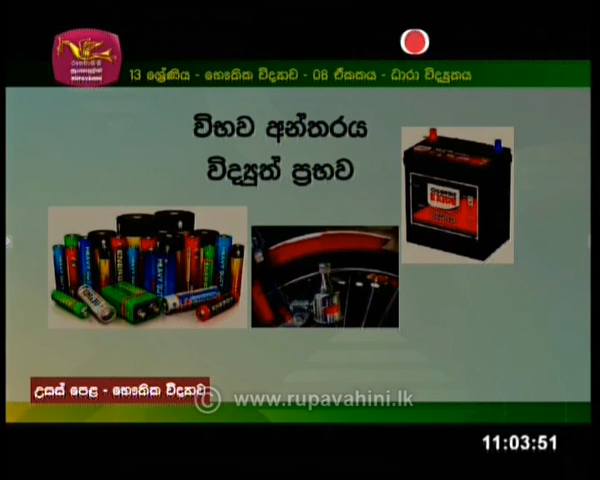 13 ශ්‍රේණිය - භෞතික විද්‍යාව - 08 ඒකකය - ධාරා විද්‍යුතය
විභව අන්තරය
විද්‍යුත් ප්‍රභව
උසස් පෙළ - භෞතික විද්‍යාව
© www.rupavahini.lk
11:03:51